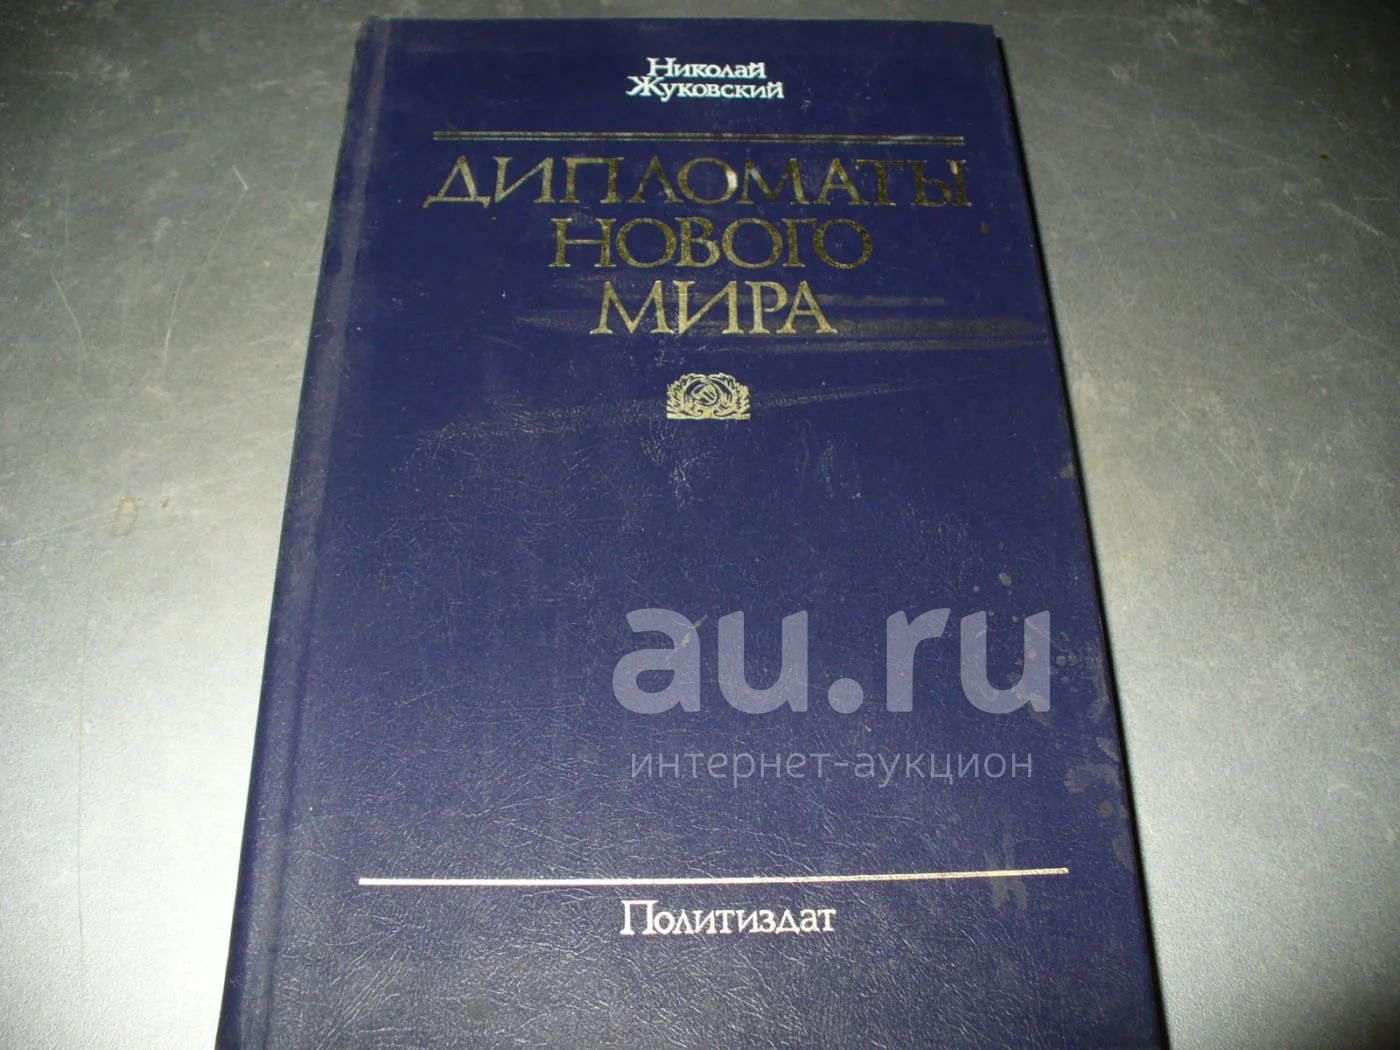 Николай
Жуковский
ДИПЛОМАТЫ
НОВОГО
МИРА
au.ru
интернет-аукцион
Политиздат